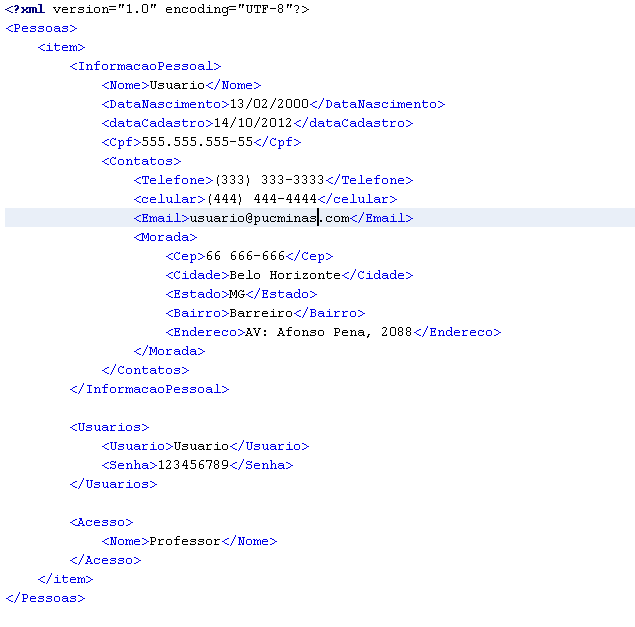 <?xml version="1.0" encoding="UTF-8"?>
<Pessoas>
    <item>
        <InformacaoPessoal>
            <Nome>Usuario</Nome>
            <DataNascimento>13/02/2000</DataNascimento>
            <dataCadastro>14/10/2012</dataCadastro>
            <Cpf>555.555.555-55</Cpf>
            <Contatos>
                <Telefone>(333) 333-3333</Telefone>
                <celular>(444) 444-4444</celular>
                <Email>usuario@pucminas.com</Email>
                <Morada>
                    <Cep>66 666-666</Cep>
                    <Cidade>Belo Horizonte</Cidade>
                    <Estado>MG</Estado>
                    <Bairro>Barreiro</Bairro>
                    <Endereco>AV: Afonso Pena, 2088</Endereco>
                </Morada>
            </Contatos>
        </InformacaoPessoal>

        <Usuarios>
            <Usuario>Usuario</Usuario>
            <Senha>123456789</Senha>
        </Usuarios>

        <Acesso>
            <Nome>Professor</Nome>
        </Acesso>
    </item>
</Pessoas>